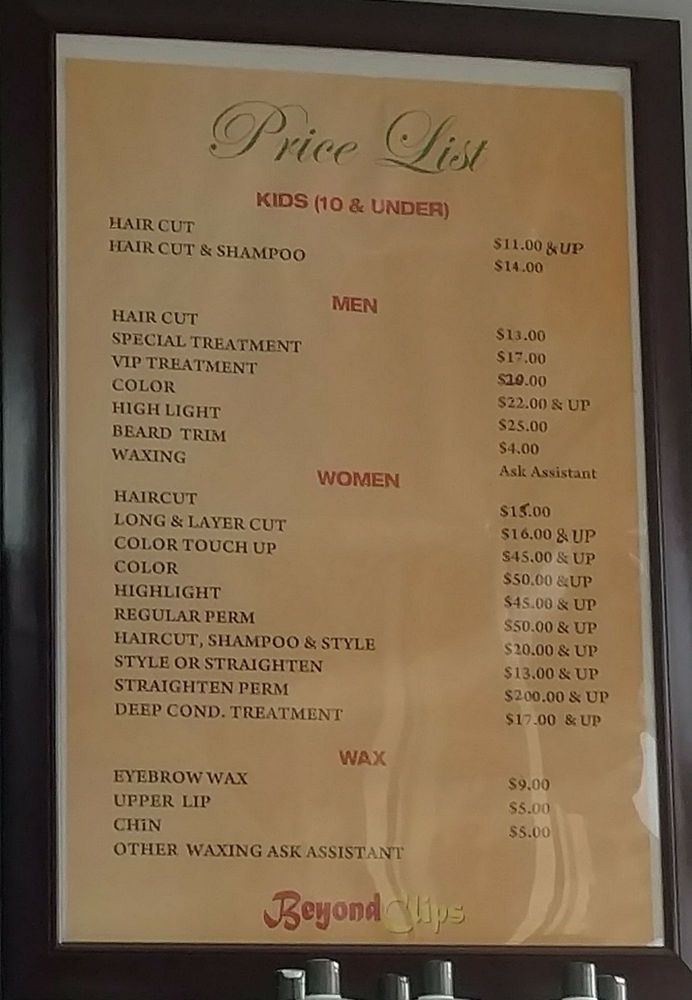 Price List
KIDS (10 & UNDER)
HAIR CUT $11.00 & UP
HAIR CUT & SHAMPOO $14.00
MEN
HAIR CUT $13.00
SPECIAL TREATMENT $17.00
VIP TREATMENT $20.00
COLOR $22.00 & UP
HIGH LIGHT $25.00
BEARD TRIM $4.00
WAXING Ask Assistant
WOMEN
HAIRCUT $15.00
LONG & LAYER CUT $16.00 & UP
COLOR TOUCH UP $45.00 & UP
COLOR $50.00 & UP
HIGHLIGHT $45.00 & UP
REGULAR PERM $50.00 & UP
HAIRCUT, SHAMPOO & STYLE $20.00 & UP
STYLE OR STRAIGHTEN $13.00 & UP
STRAIGHTEN PERM $200.00 & UP
DEEP COND. TREATMENT $17.00 & UP
WAX
EYEBROW WAX $9.00
UPPER LIP $5.00
CHIN $5.00
OTHER WAXING ASK ASSISTANT
Beyond Clips